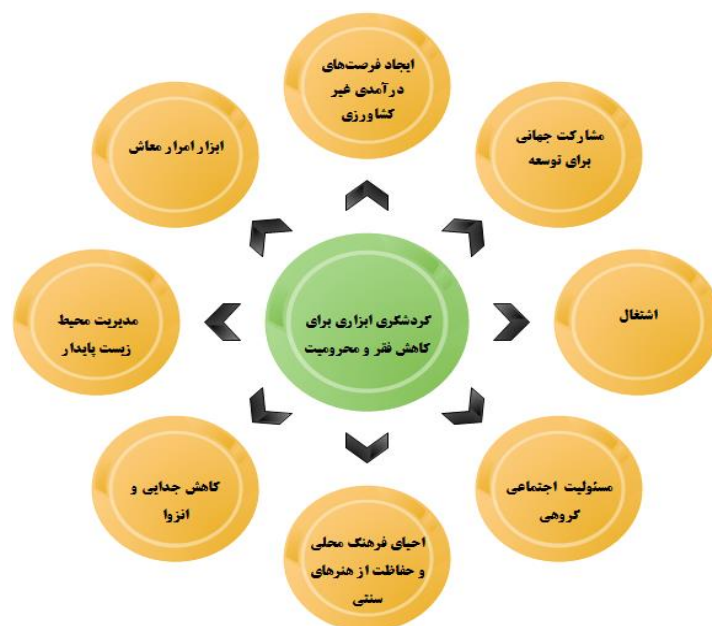 ایجاد فرصت‌های
درآمدی غیر
کشاورزی
مشارکت جهانی
برای توسعه
اشتغال
مسئولیت اجتماعی
گروهی
احیای فرهنگ محلی
و حفاظت از هنرهای
سنتی
کاهش جدایی و
انزوا
مدیریت محیط
زیست پایدار
ابزار امرار معاش
گردشگری ابزاری برای
کاهش فقر و محرومیت